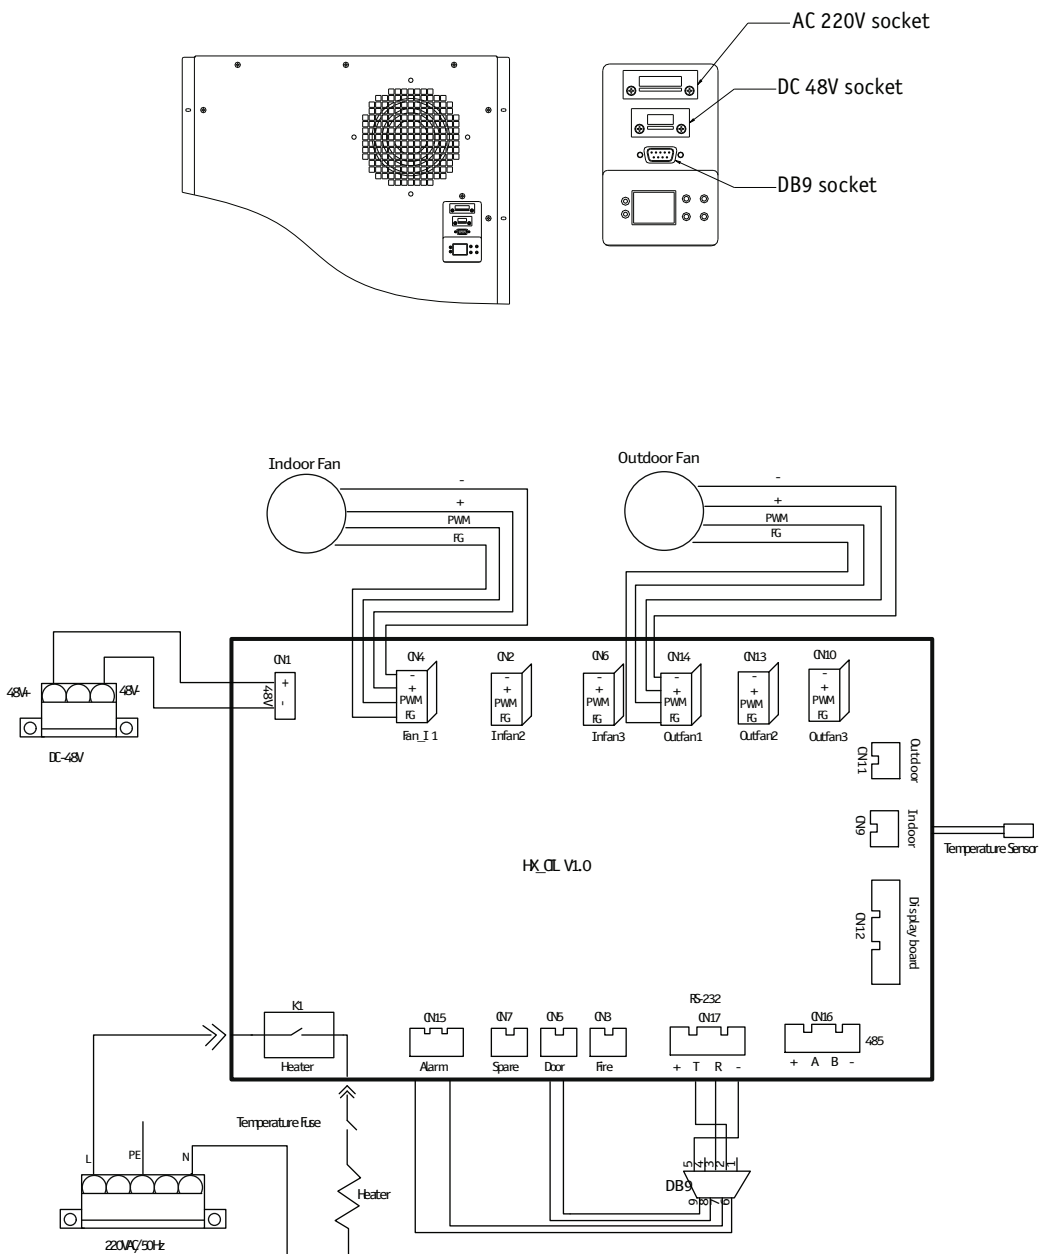 AC 220V socket
DC 48V socket
DB9 socket
Indoor Fan
Outdoor Fan
-
+
PWM
FG
-
+
PWM
FG
48V+
48V-
DC-48V
CN1
+
48V
-
CN4
-
+
PWM
FG
Fan_I 1
CN2
-
+
PWM
FG
Infan2
CN6
-
+
PWM
FG
Infan3
CN14
-
+
PWM
FG
Outfan1
CN13
-
+
PWM
FG
Outfan2
CN10
-
+
PWM
FG
Outfan3
CN11
Outdoor
CN9
Indoor
Temperature Sensor
HX_CTL V1.0
CN12
Display board
K1
Heater
CN15
Alarm
CN7
Spare
CN5
Door
CN3
Fire
RS-232
CN17
+ T R -
CN16
485
+ A B -
Temperature Fuse
L
PE
N
220VAC/50Hz
Heater
DB9
5 4 3 2 1
9 8 7 6